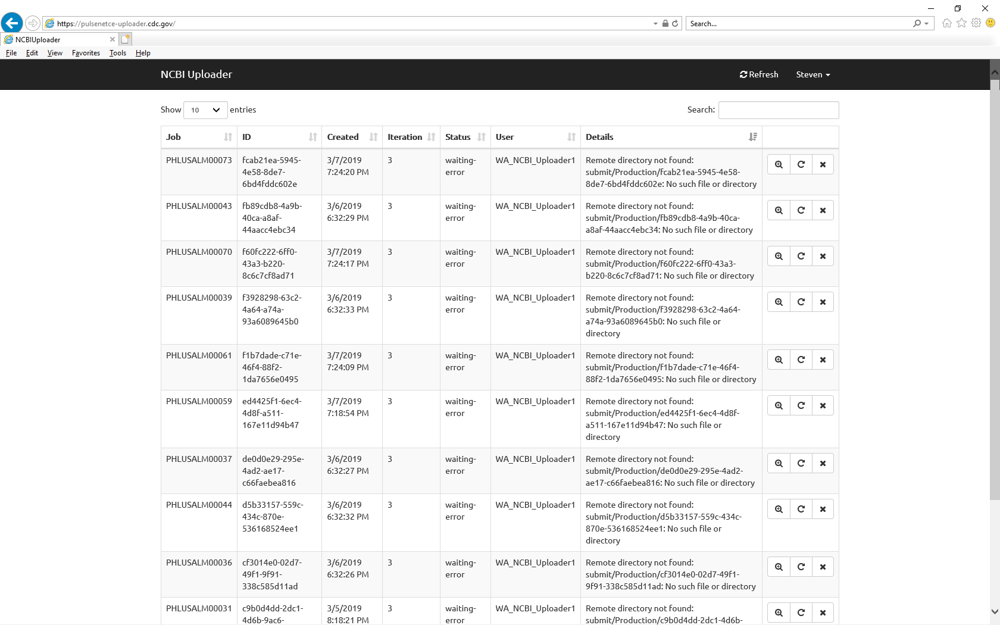 https://pulsenetce-uploader.cdc.gov/
Search...
NCBIUploader
File Edit View Favorites Tools Help
NCBI Uploader Refresh Steven
Show 10 entries Search:
Job ID Created Iteration Status User Details
PHLUSALM00073 fcab21ea-5945- 3/7/2019 3 waiting- WA_NCBI_Uploader1 Remote directory not found:
4e58-8de7- 7:24:20 PM error submit/Production/fcab21ea-5945-4e58-
6bd4fddc602e 8de7-6bd4fddc602e: No such file or directory
PHLUSALM00043 fb89cdb8-4a9b- 3/6/2019 3 waiting- WA_NCBI_Uploader1 Remote directory not found:
40ca-a8af- 6:32:29 PM error submit/Production/fb89cdb8-4a9b-40ca-
44aacc4ebc34 a8af-44aacc4ebc34: No such file or directory
PHLUSALM00070 f60fc222-6ff0- 3/7/2019 3 waiting- WA_NCBI_Uploader1 Remote directory not found:
43a3-b220- 7:24:17 PM error submit/Production/f60fc222-6ff0-43a3-
8c6c7cf8ad71 b220-8c6c7cf8ad71: No such file or directory
PHLUSALM00039 f3928298-63c2- 3/6/2019 3 waiting- WA_NCBI_Uploader1 Remote directory not found:
4a64-a74a- 6:32:33 PM error submit/Production/f3928298-63c2-4a64-
93a6089645b0 a74a-93a6089645b0: No such file or
directory
PHLUSALM00061 f1b7dade-c71e- 3/7/2019 3 waiting- WA_NCBI_Uploader1 Remote directory not found:
46f4-88f2- 7:24:09 PM error submit/Production/f1b7dade-c71e-46f4-
1da7656e0495 88f2-1da7656e0495: No such file or directory
PHLUSALM00059 ed4425f1-6ec4- 3/7/2019 3 waiting- WA_NCBI_Uploader1 Remote directory not found:
4d8f-a511- 7:18:54 PM error submit/Production/ed4425f1-6ec4-4d8f-
167e11d94b47 a511-167e11d94b47: No such file or
directory
PHLUSALM00037 de0d0e29-295e- 3/6/2019 3 waiting- WA_NCBI_Uploader1 Remote directory not found:
4ad2-ae17- 6:32:27 PM error submit/Production/de0d0e29-295e-4ad2-
c66faebea816 ae17-c66faebea816: No such file or directory
PHLUSALM00044 d5b33157-559c- 3/6/2019 3 waiting- WA_NCBI_Uploader1 Remote directory not found:
434c-870e- 6:32:32 PM error submit/Production/d5b33157-559c-434c-
536168524ee1 870e-536168524ee1: No such file or
directory
PHLUSALM00036 cf3014e0-02d7- 3/6/2019 3 waiting- WA_NCBI_Uploader1 Remote directory not found:
49f1-9f91- 6:32:26 PM error submit/Production/cf3014e0-02d7-49f1-
338c585d11ad 9f91-338c585d11ad: No such file or directory
PHLUSALM00031 c9b0d4dd-2dc1- 3/5/2019 3 waiting- WA_NCBI_Uploader1 Remote directory not found:
4d6b-9ac6- 8:18:21 PM error submit/Production/c9b0d4dd-2dc1-4d6b-